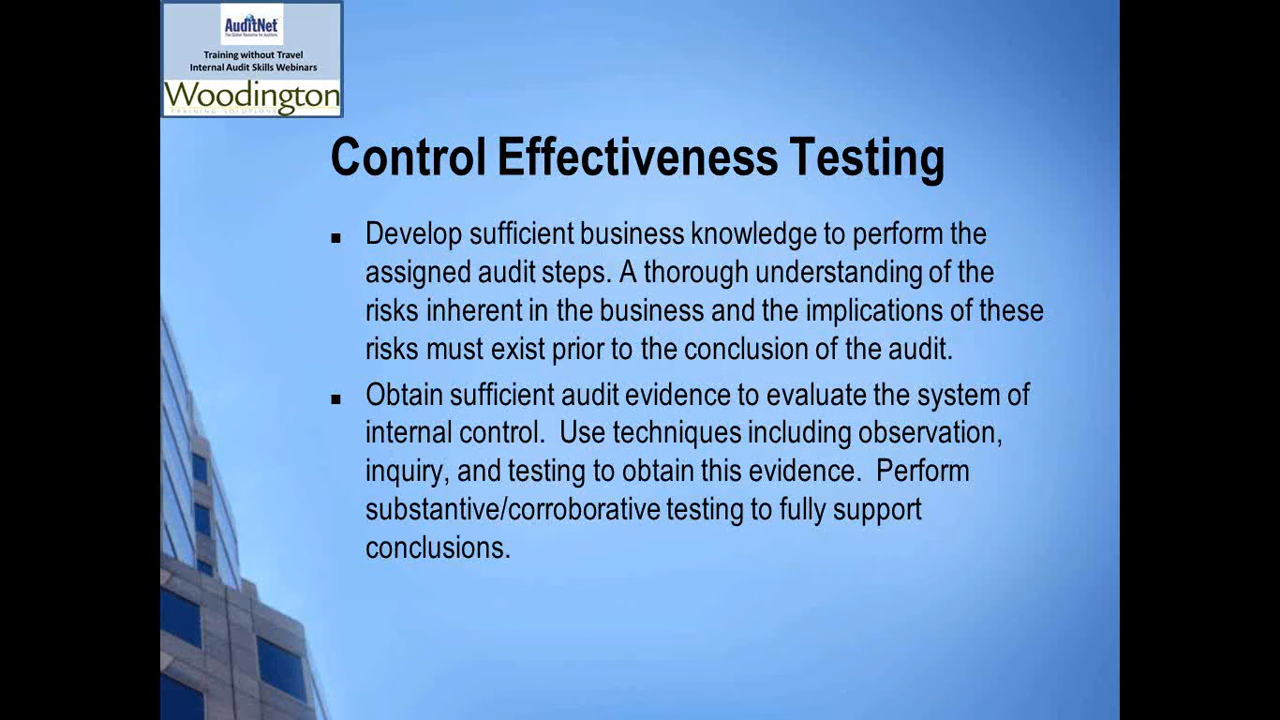 AuditNet
Training without Travel
Internal Audit Skills Webinars
Woodington
TRAINING SOLUTIONS
Control Effectiveness Testing
▪ Develop sufficient business knowledge to perform the
assigned audit steps. A thorough understanding of the
risks inherent in the business and the implications of these
risks must exist prior to the conclusion of the audit.
▪ Obtain sufficient audit evidence to evaluate the system of
internal control. Use techniques including observation,
inquiry, and testing to obtain this evidence. Perform
substantive/corroborative testing to fully support
conclusions.